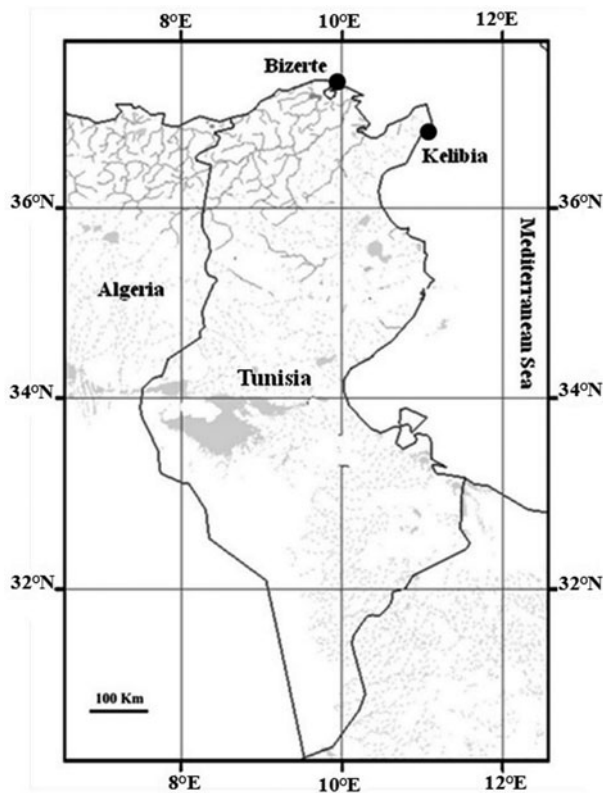 8°E 10°E 12°E
Bizerte
Kelibia
36°N 36°N
Algeria
Mediterranean Sea
Tunisia
34°N 34°N
32°N 32°N
100 Km
8°E 10°E 12°E